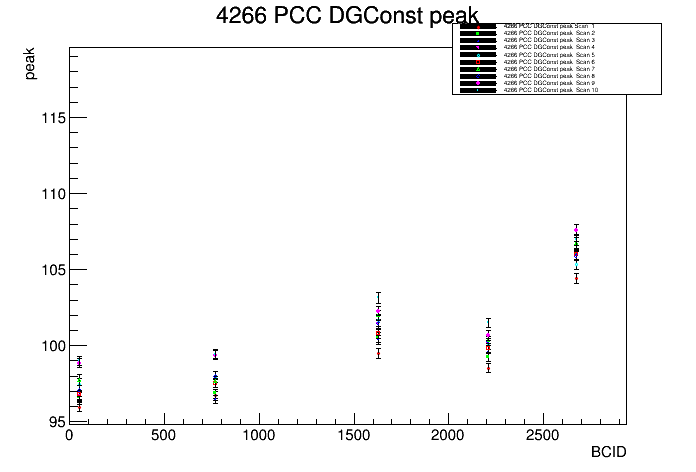 4266 PCC DGConst peak
4266 PCC DGConst peak Scan 1
4266 PCC DGConst peak Scan 2
4266 PCC DGConst peak Scan 3
4266 PCC DGConst peak Scan 4
4266 PCC DGConst peak Scan 5
4266 PCC DGConst peak Scan 6
4266 PCC DGConst peak Scan 7
4266 PCC DGConst peak Scan 8
4266 PCC DGConst peak Scan 9
4266 PCC DGConst peak Scan 10
peak
115
110
105
100
95
0 500 1000 1500 2000 2500
BCID